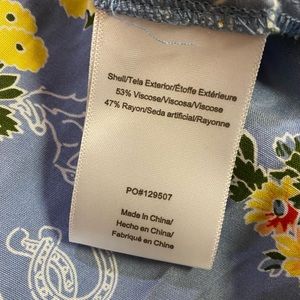 Shell/Tela Exterior/Étoffe Extérieure
53% Viscose/Viscosa/Viscose
47% Rayon/Seda artificial/Rayonne
PO#129507
Made in China/
Hecho en China/
Fabriqué en Chine